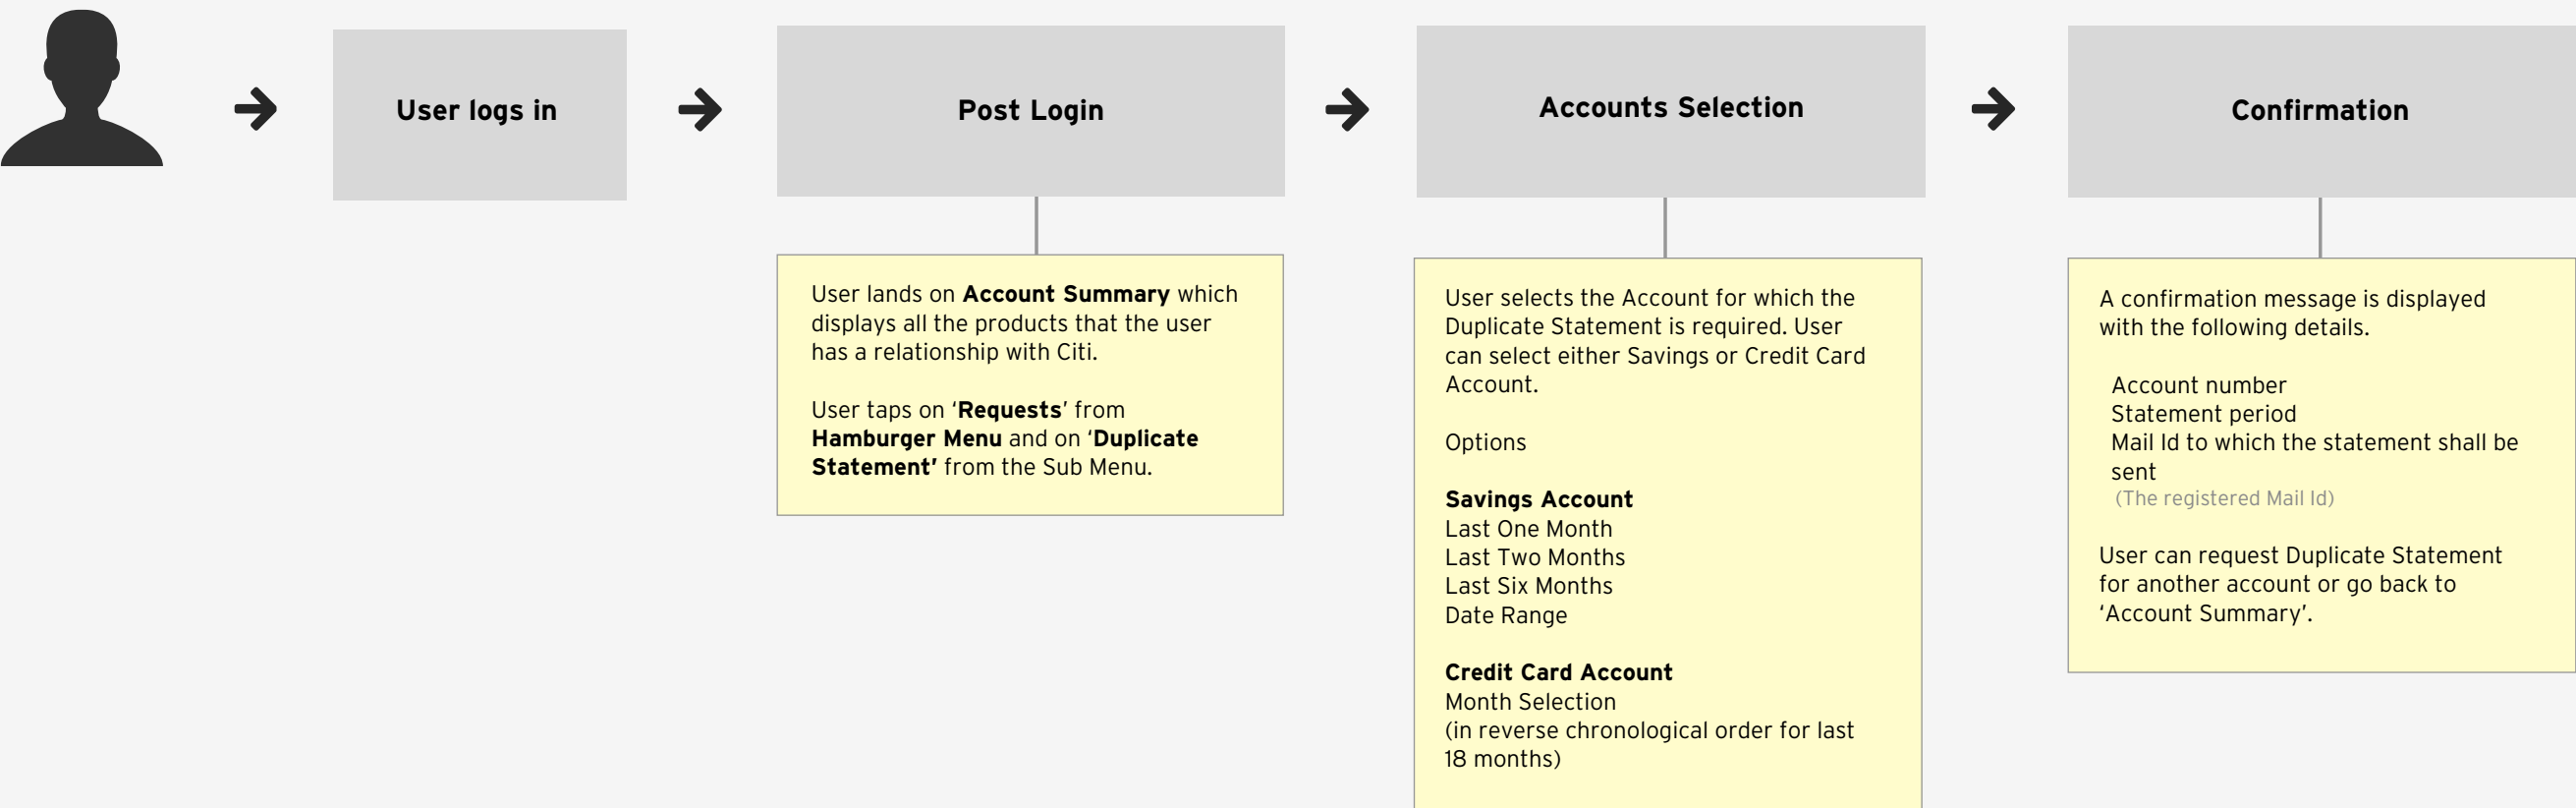 User logs in
Post Login
Accounts Selection
Confirmation
User lands on Account Summary which
displays all the products that the user
has a relationship with Citi.
User taps on ‘Requests’ from
Hamburger Menu and on ‘Duplicate
Statement’ from the Sub Menu.
User selects the Account for which the
Duplicate Statement is required. User
can select either Savings or Credit Card
Account.
Options
Savings Account
Last One Month
Last Two Months
Last Six Months
Date Range
Credit Card Account
Month Selection
(in reverse chronological order for last
18 months)
A confirmation message is displayed
with the following details.
Account number
Statement period
Mail Id to which the statement shall be
sent
(The registered Mail Id)
User can request Duplicate Statement
for another account or go back to
‘Account Summary’.